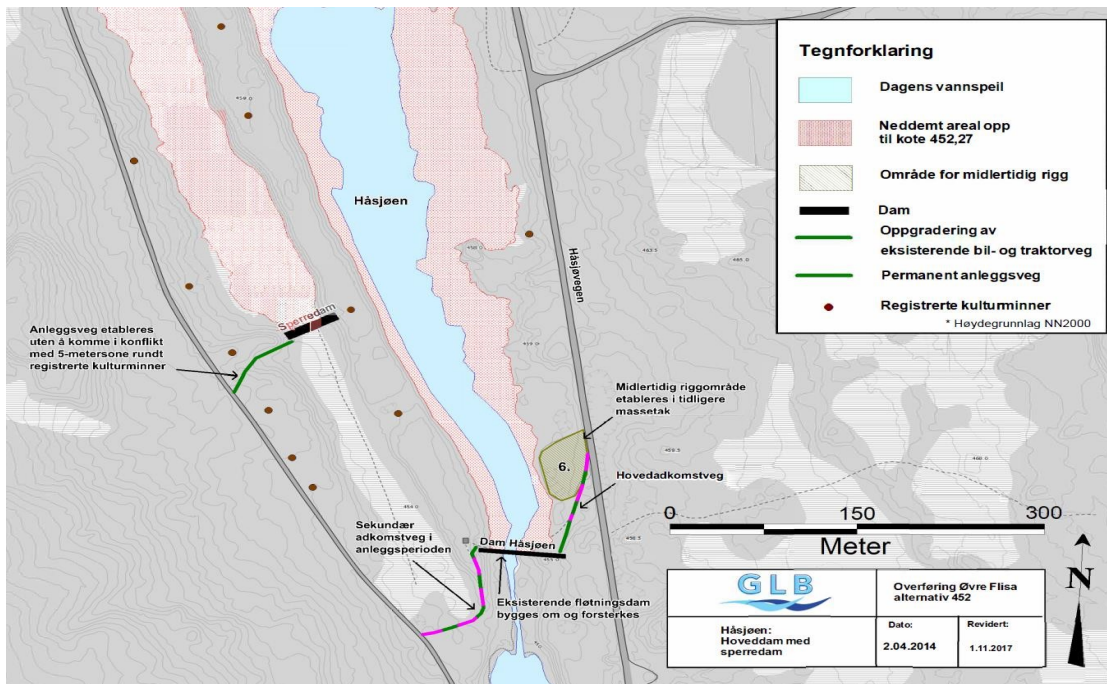 Tegnforklaring
Dagens vannspeil
Neddemt areal opp
til kote 452,27
Område for midlertidig rigg
Dam
Oppgradering av
eksisterende bil- og traktorveg
Permanent anleggsveg
Registrerte kulturminner
* Høydegrunnlag NN2000
Håsjøen
Håsjøvegen
Sperredam
Anleggsveg etableres
uten å komme i konflikt
med 5-metersone rundt
registrerte kulturminner
Midlertidig riggområde
etableres i tidligere
massetak
6.
Hovedadkomstveg
Sekundær
adkomstveg i
anleggsperioden
Dam Håsjøen
Eksisterende fløtningsdam
bygges om og forsterkes
0 150 300
Meter
N
GLB
Overføring Øvre Flisa
alternativ 452
Håsjøen:
Hoveddam med
sperredam
Dato:
2.04.2014
Revidert:
1.11.2017